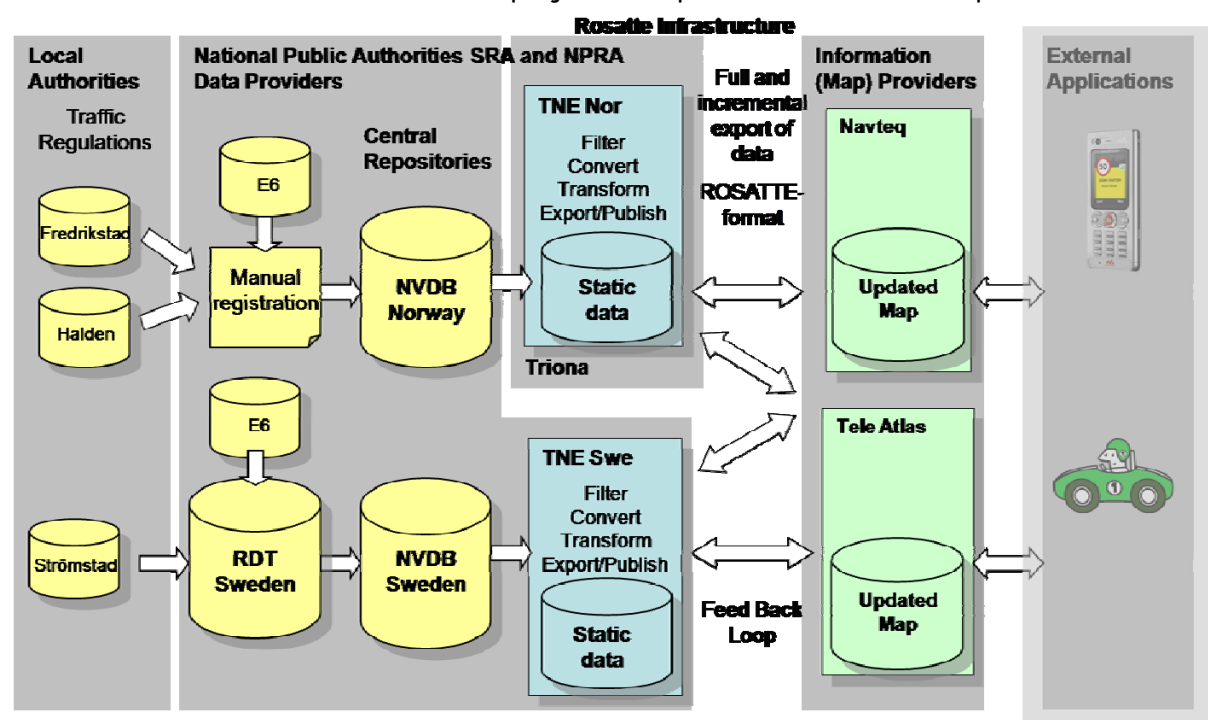 Rosatte Infrastructure
Local
Authorities
Traffic
Regulations
Fredrikstad
Halden
Strömstad
National Public Authorities SRA and NPRA
Data Providers
E6
Central
Repositories
Manual
registration
NVDB
Norway
E6
RDT
Sweden
NVDB
Sweden
TNE Nor
Filter
Convert
Transform
Export/Publish
Static
data
Triona
TNE Swe
Filter
Convert
Transform
Export/Publish
Static
data
Full and
incremental
export of
data
ROSATTE-
format
Feed Back
Loop
Information
(Map) Providers
Navteq
Updated
Map
Tele Atlas
Updated
Map
External
Applications
50
1